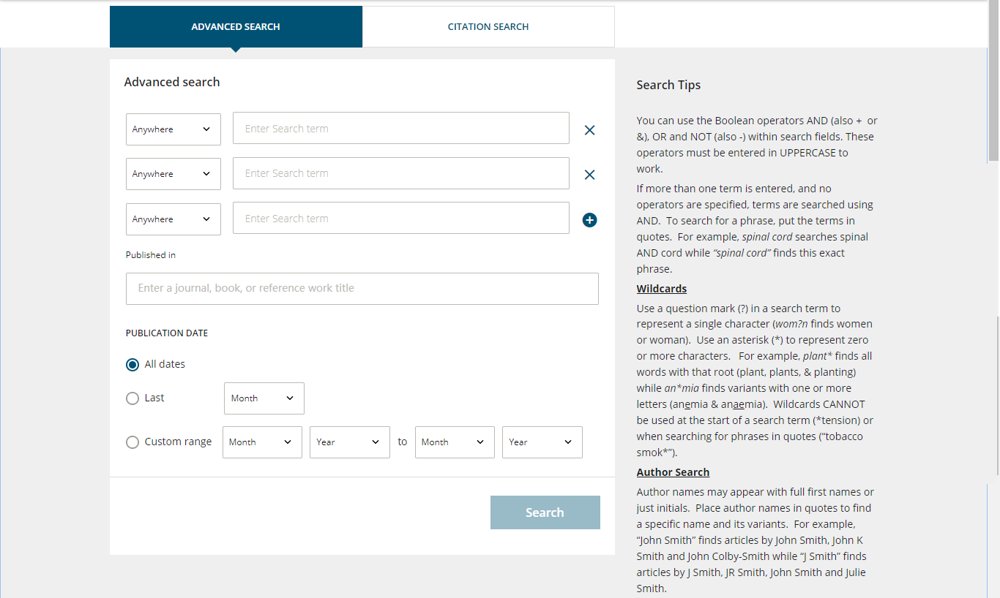 ADVANCED SEARCH
CITATION SEARCH
Advanced search
Anywhere
Enter Search term
Anywhere
Enter Search term
Anywhere
Enter Search term
Published in
Enter a journal, book, or reference work title
PUBLICATION DATE
All dates
Last
Month
Custom range
Month
Year
to
Month
Year
Search
Search Tips
You can use the Boolean operators AND (also + or
&), OR and NOT (also -) within search fields. These
operators must be entered in UPPERCASE to
work.
If more than one term is entered, and no
operators are specified, terms are searched using
AND. To search for a phrase, put the terms in
quotes. For example, spinal cord searches spinal
AND cord while “spinal cord” finds this exact
phrase.
Wildcards
Use a question mark (?) in a search term to
represent a single character (wom?n finds women
or woman). Use an asterisk (*) to represent zero
or more characters. For example, plant* finds all
words with that root (plant, plants, & planting)
while an*mia finds variants with one or more
letters (anemia & anaemia). Wildcards CANNOT
be used at the start of a search term (*tension) or
when searching for phrases in quotes (“tobacco
smok*”).
Author Search
Author names may appear with full first names or
just initials. Place author names in quotes to find
a specific name and its variants. For example,
“John Smith” finds articles by John Smith, John K
Smith and John Colby-Smith while “J Smith” finds
articles by J Smith, JR Smith, John Smith and Julie
Smith.